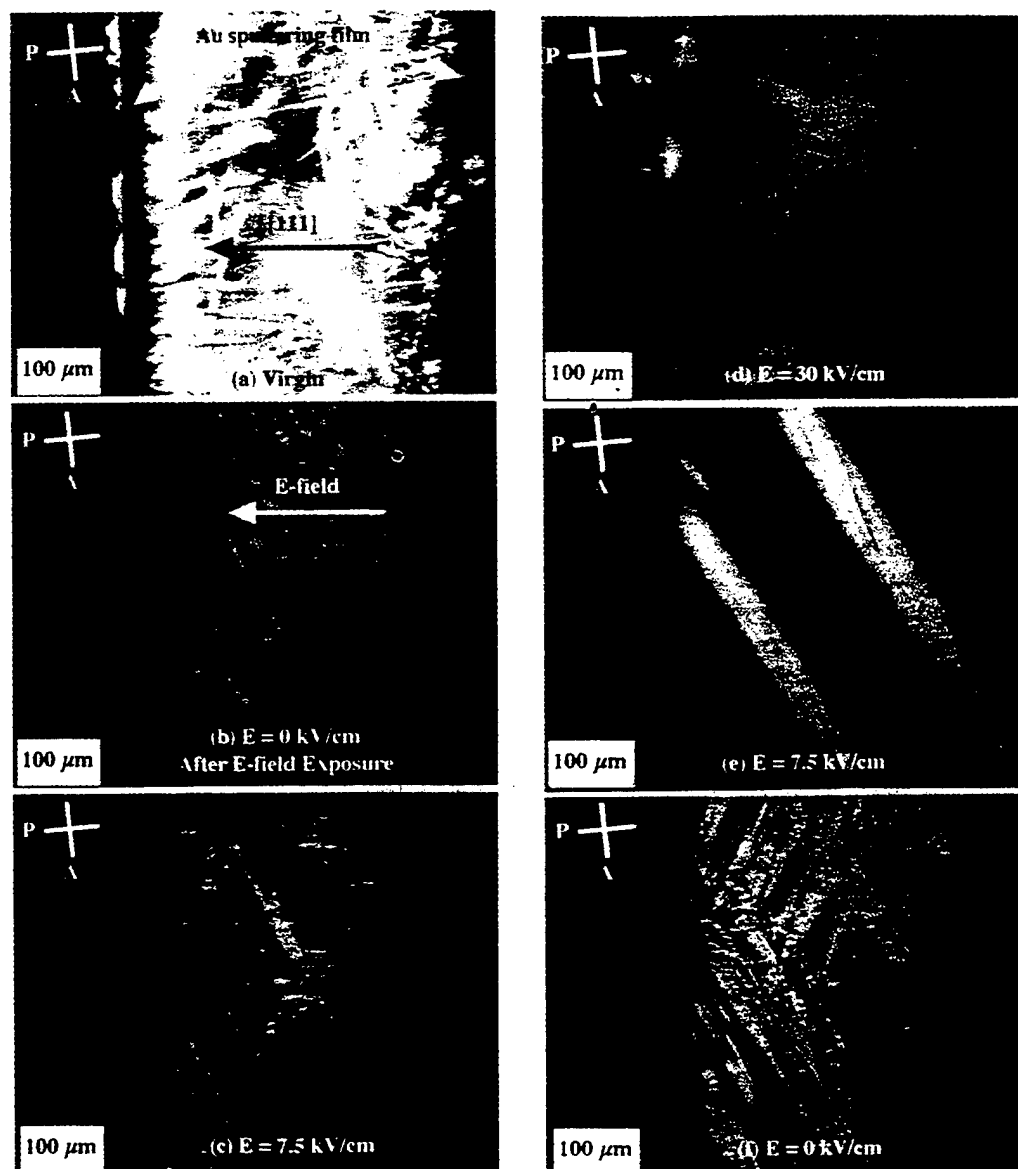 P
A
Au sputtering film
[111]
100 μm
(a) Virgin
P
A
E-field
(b) E = 0 kV/cm
100 μm
After E-field Exposure
P
A
100 μm
(c) E = 7.5 kV/cm
P
A
100 μm
(d) E = 30 kV/cm
P
A
100 μm
(e) E = 7.5 kV/cm
P
A
100 μm
(f) E = 0 kV/cm